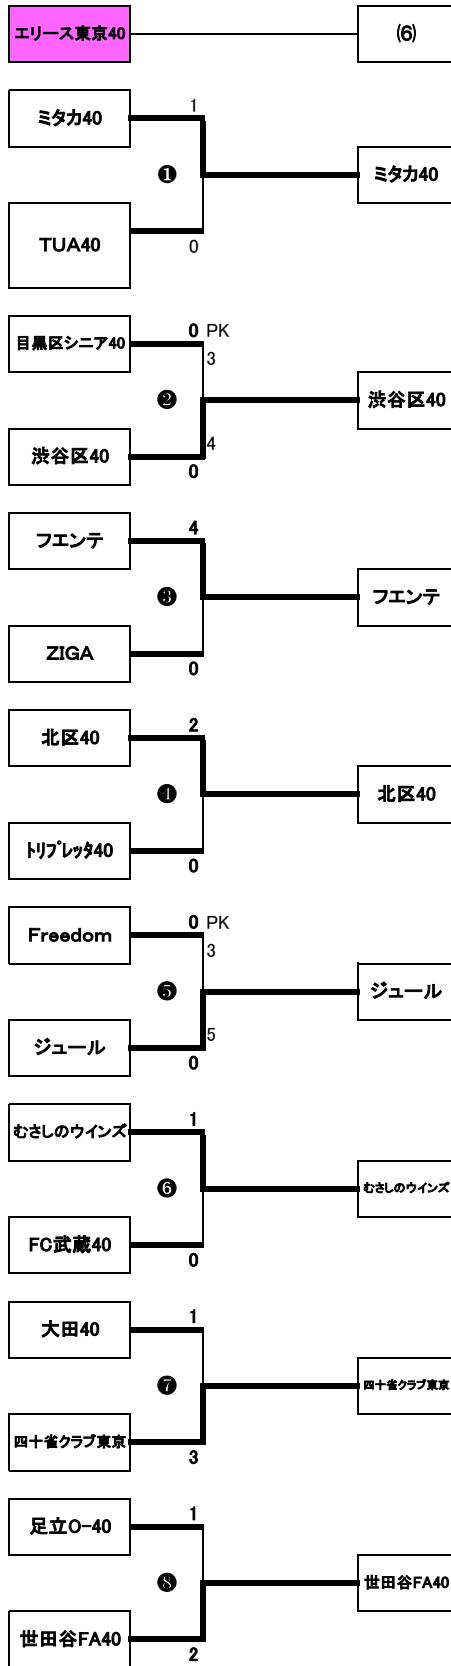 エリース東京40
(6)
ミタカ40
1
❶
ミタカ40
TUA40
0
目黒区シニア40
0 PK
3
❷
渋谷区40
渋谷区40
4
0
フエンテ
4
❸
フエンテ
ZIGA
0
北区40
2
❹
北区40
トリプレッタ40
0
Freedom
0 PK
3
❺
ジュール
ジュール
5
0
むさしのウインズ
1
❻
むさしのウインズ
FC武蔵40
0
大田40
1
❼
四十雀クラブ東京
四十雀クラブ東京
3
足立O-40
1
❽
世田谷FA40
世田谷FA40
2